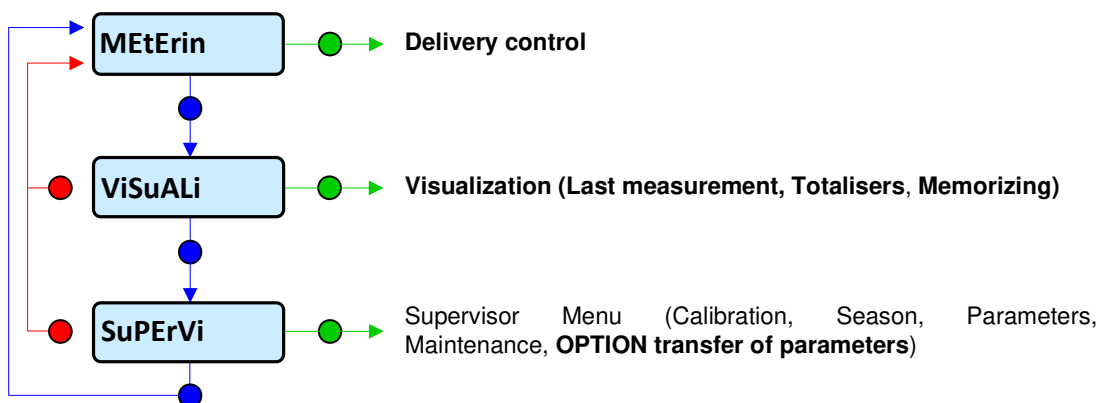 MEtErin
Delivery control
ViSuALi
Visualization (Last measurement, Totalisers, Memorizing)
SuPErVi
Supervisor Menu (Calibration, Season, Parameters,
Maintenance, OPTION transfer of parameters)